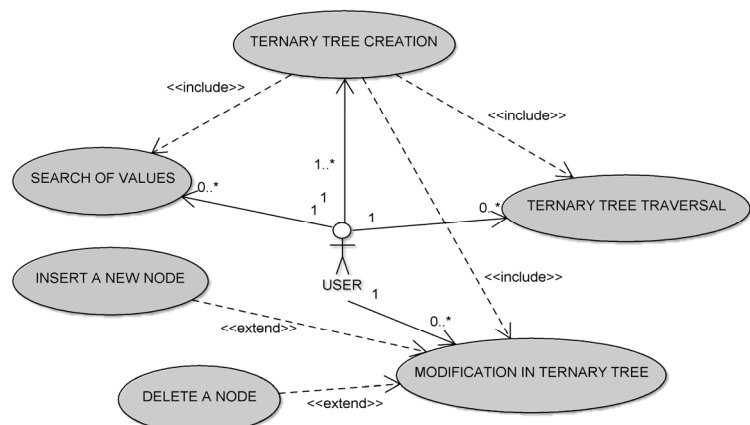 TERNARY TREE CREATION
<<include>>
<<include>>
1..*
SEARCH OF VALUES
0..*
1
1
1
0..*
TERNARY TREE TRAVERSAL
INSERT A NEW NODE
USER
<<include>>
1
<<extend>>
0..*
MODIFICATION IN TERNARY TREE
DELETE A NODE
<<extend>>